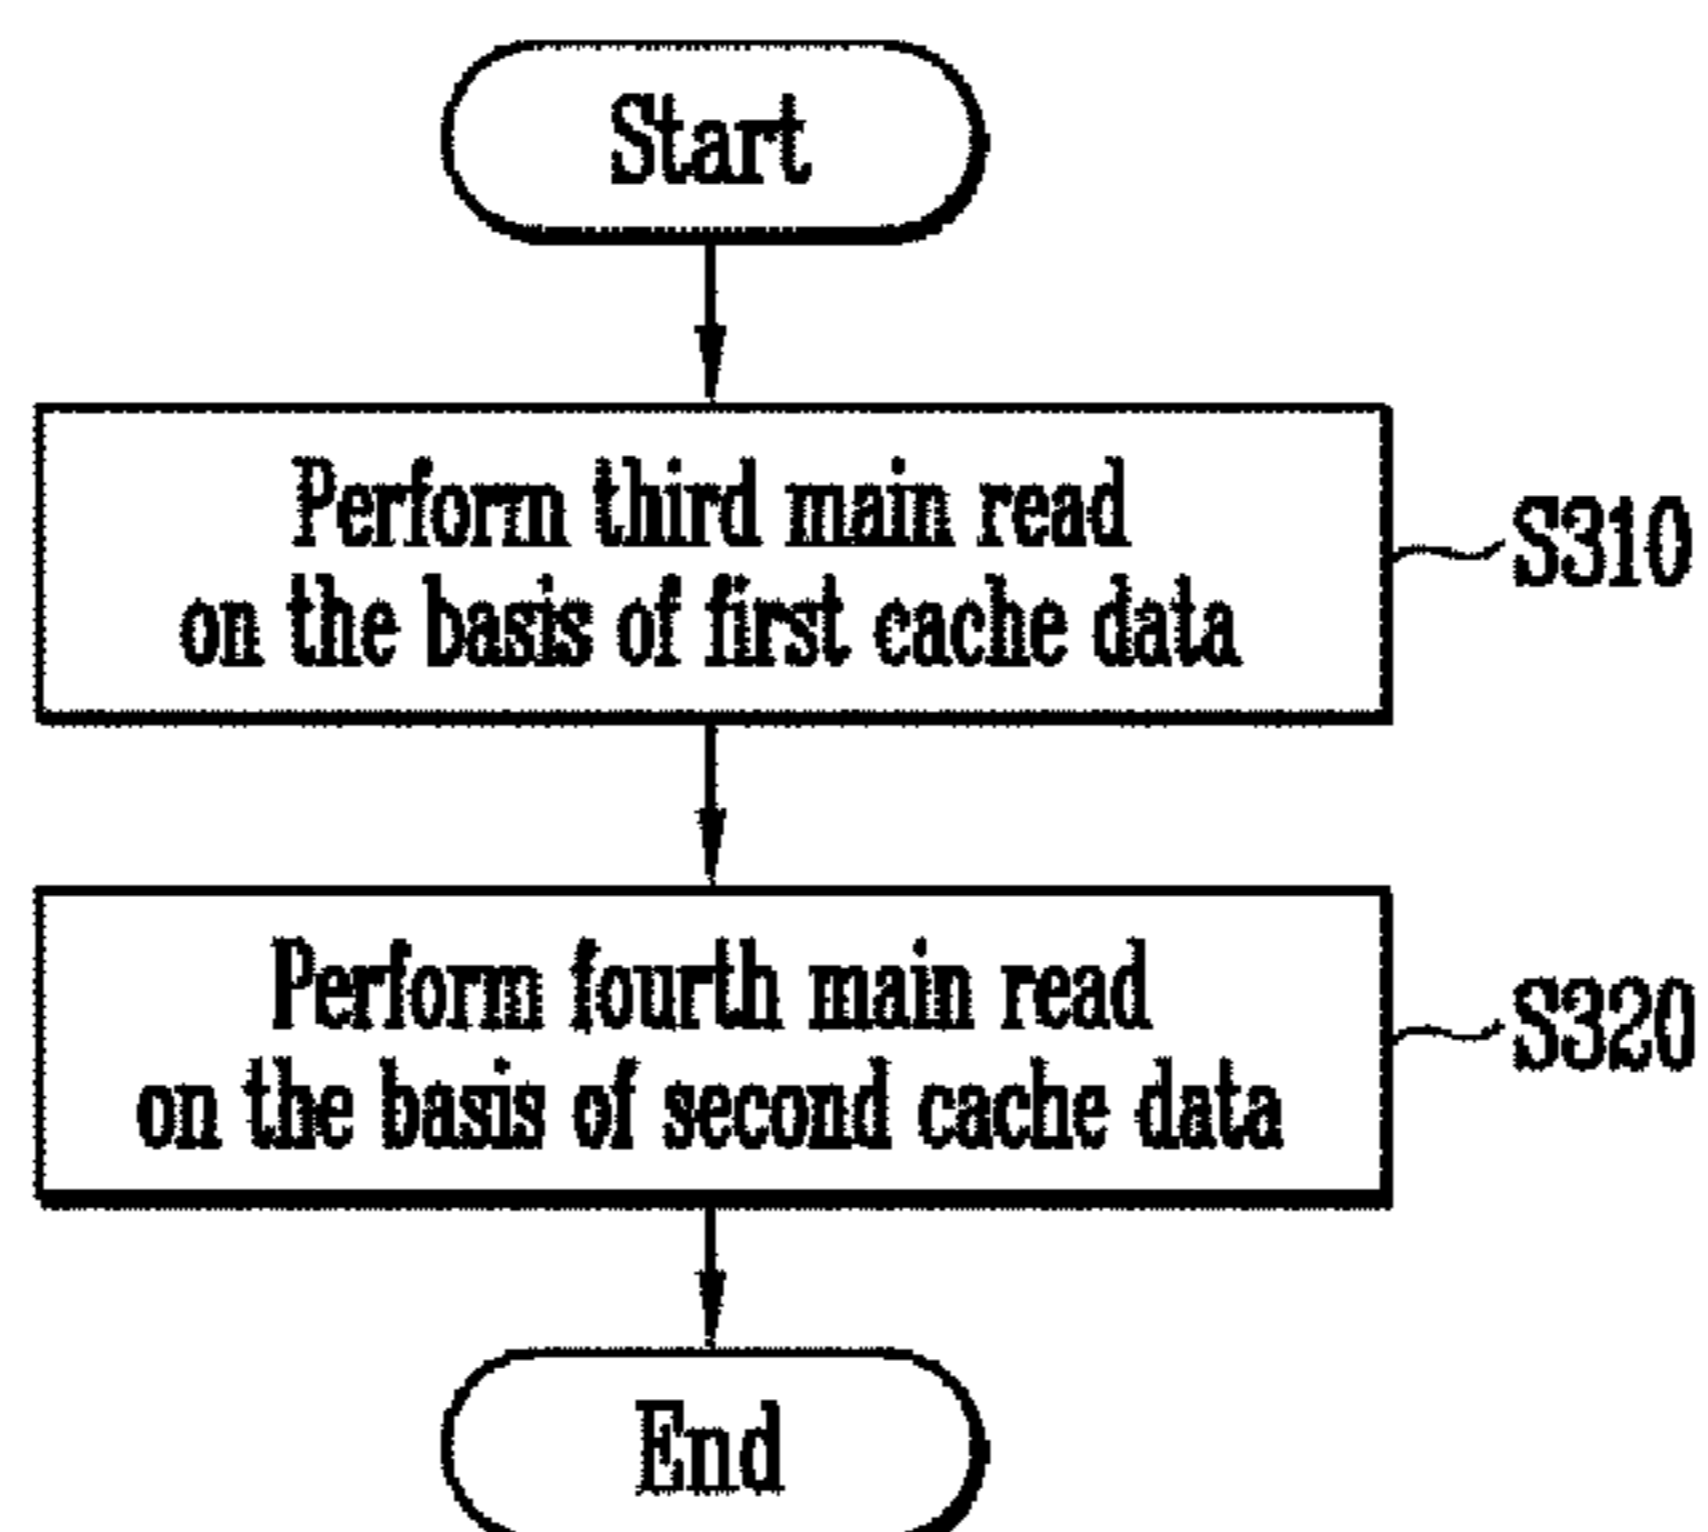 Start
Perform third main read
on the basis of first cache data
S310
Perform fourth main read
on the basis of second cache data
S320
End